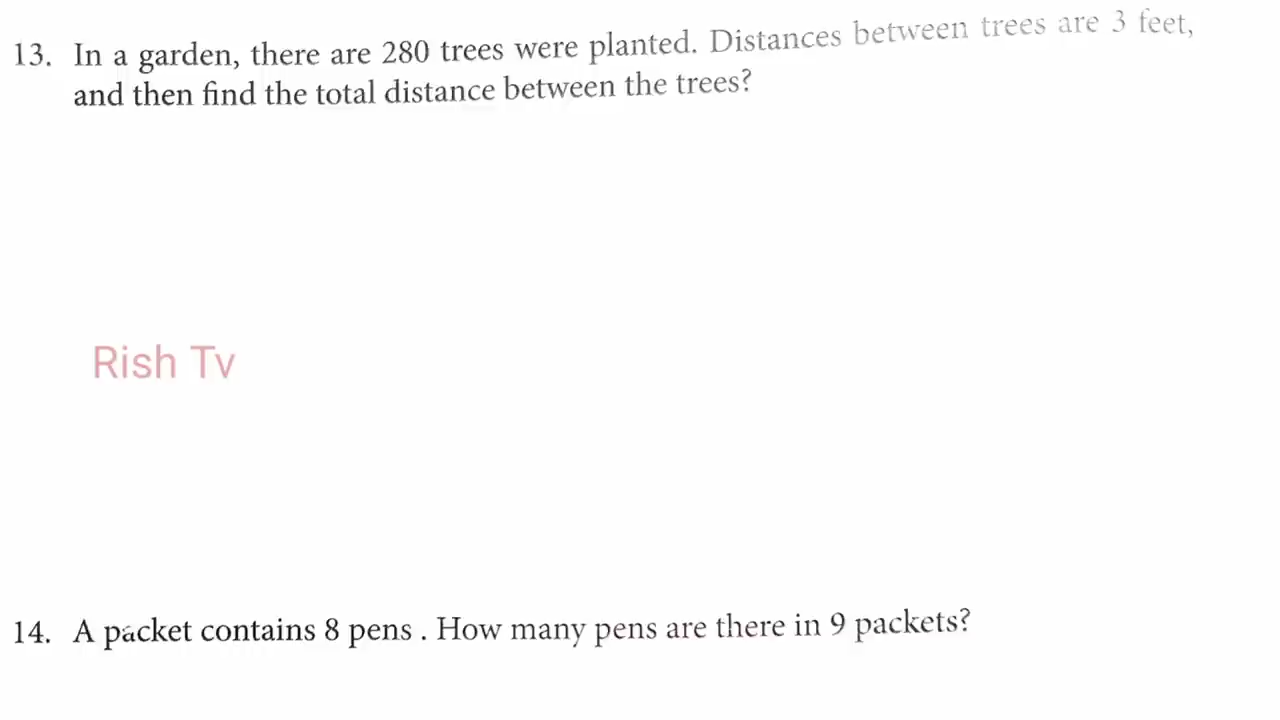 13. In a garden, there are 280 trees were planted. Distances between trees are 3 feet,
and then find the total distance between the trees?
Rish Tv
14. A packet contains 8 pens . How many pens are there in 9 packets?